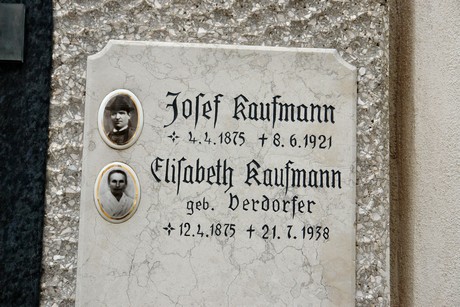 Joſef Kaufmann
✢ 4.4.1875 ✝ 8.6.1921
Eliſabeth Kaufmann
geb. Verdorfer
✢ 12.4.1875 ✝ 21.7.1938